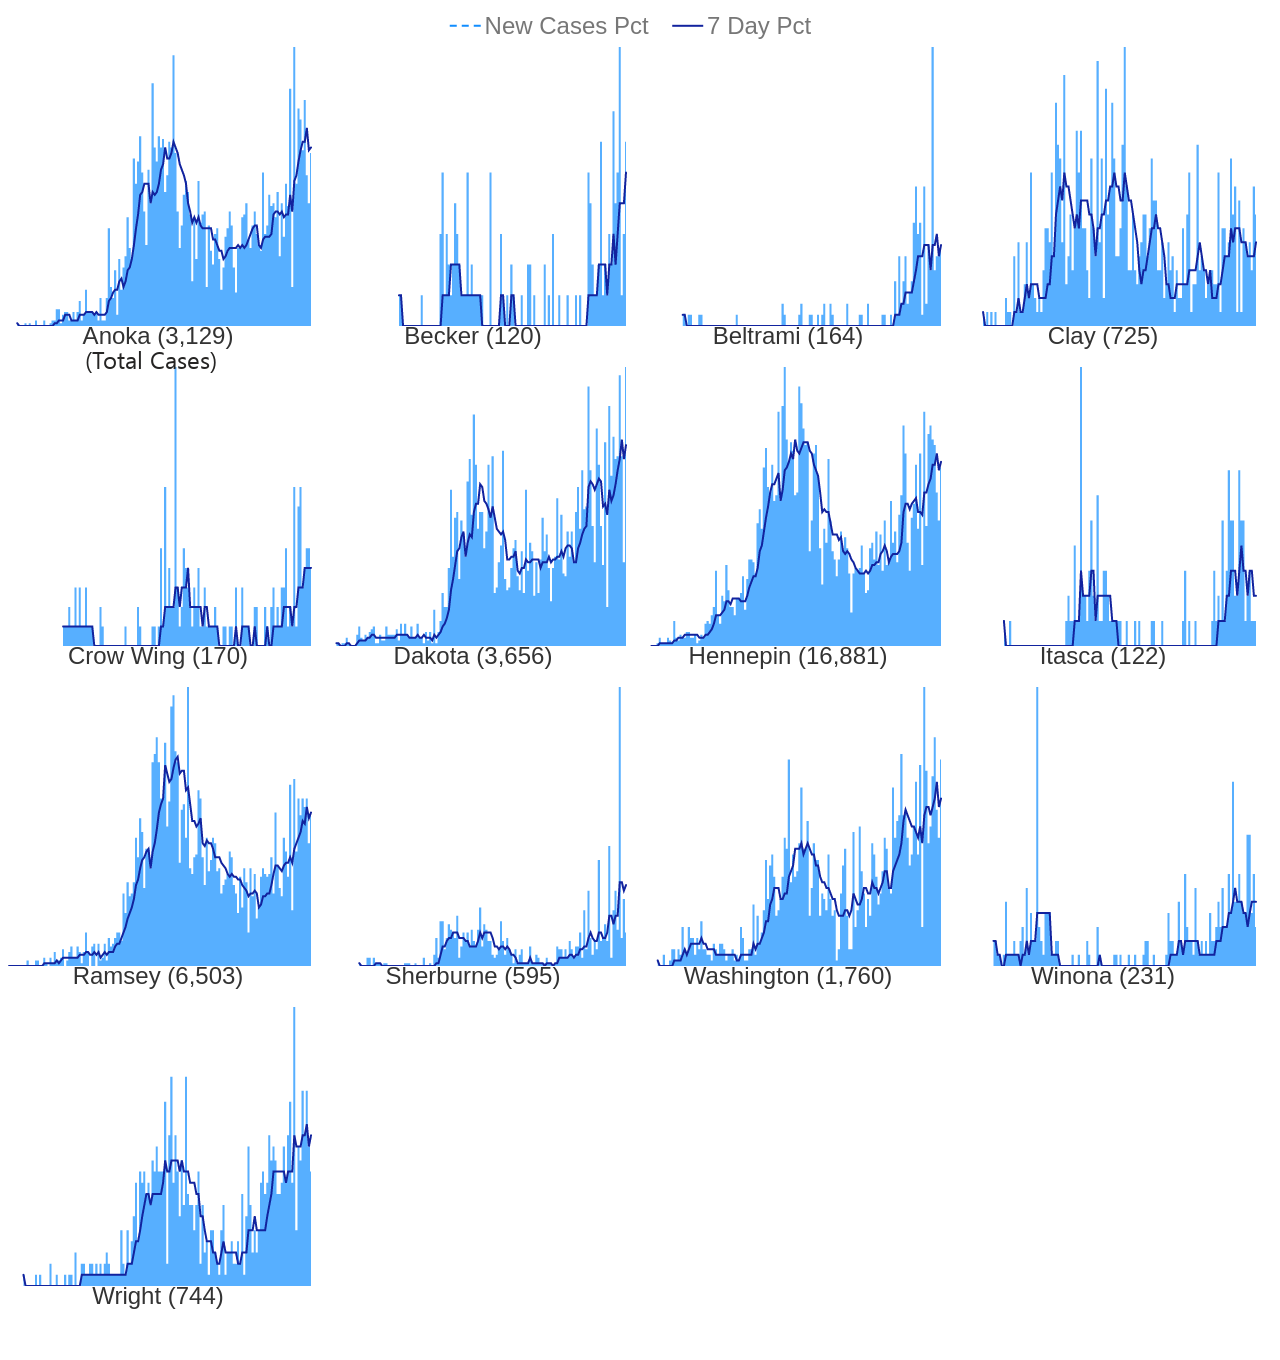 New Cases Pct 7 Day Pct
Anoka (3,129)
(Total Cases)
Becker (120)
Beltrami (164)
Clay (725)
Crow Wing (170)
Dakota (3,656)
Hennepin (16,881)
Itasca (122)
Ramsey (6,503)
Sherburne (595)
Washington (1,760)
Winona (231)
Wright (744)